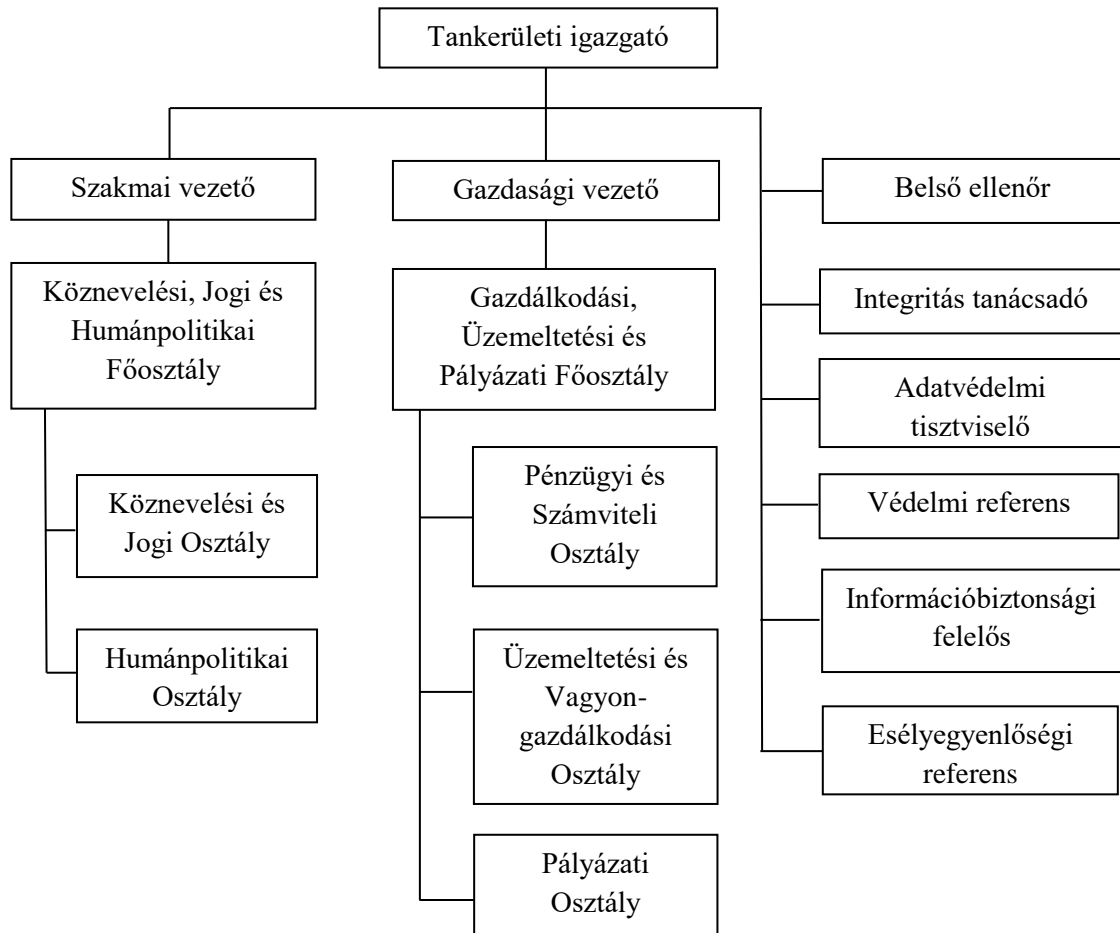 Tankerületi igazgató
Szakmai vezető
Gazdasági vezető
Belső ellenőr
Köznevelési, Jogi és
Humánpolitikai
Főosztály
Gazdálkodási,
Üzemeltetési és
Pályázati Főosztály
Integritás tanácsadó
Adatvédelmi
tisztviselő
Köznevelési és
Jogi Osztály
Pénzügyi és
Számviteli
Osztály
Védelmi referens
Információbiztonsági
felelős
Humánpolitikai
Osztály
Üzemeltetési és
Vagyon-
gazdálkodási
Osztály
Esélyegyenlőségi
referens
Pályázati
Osztály